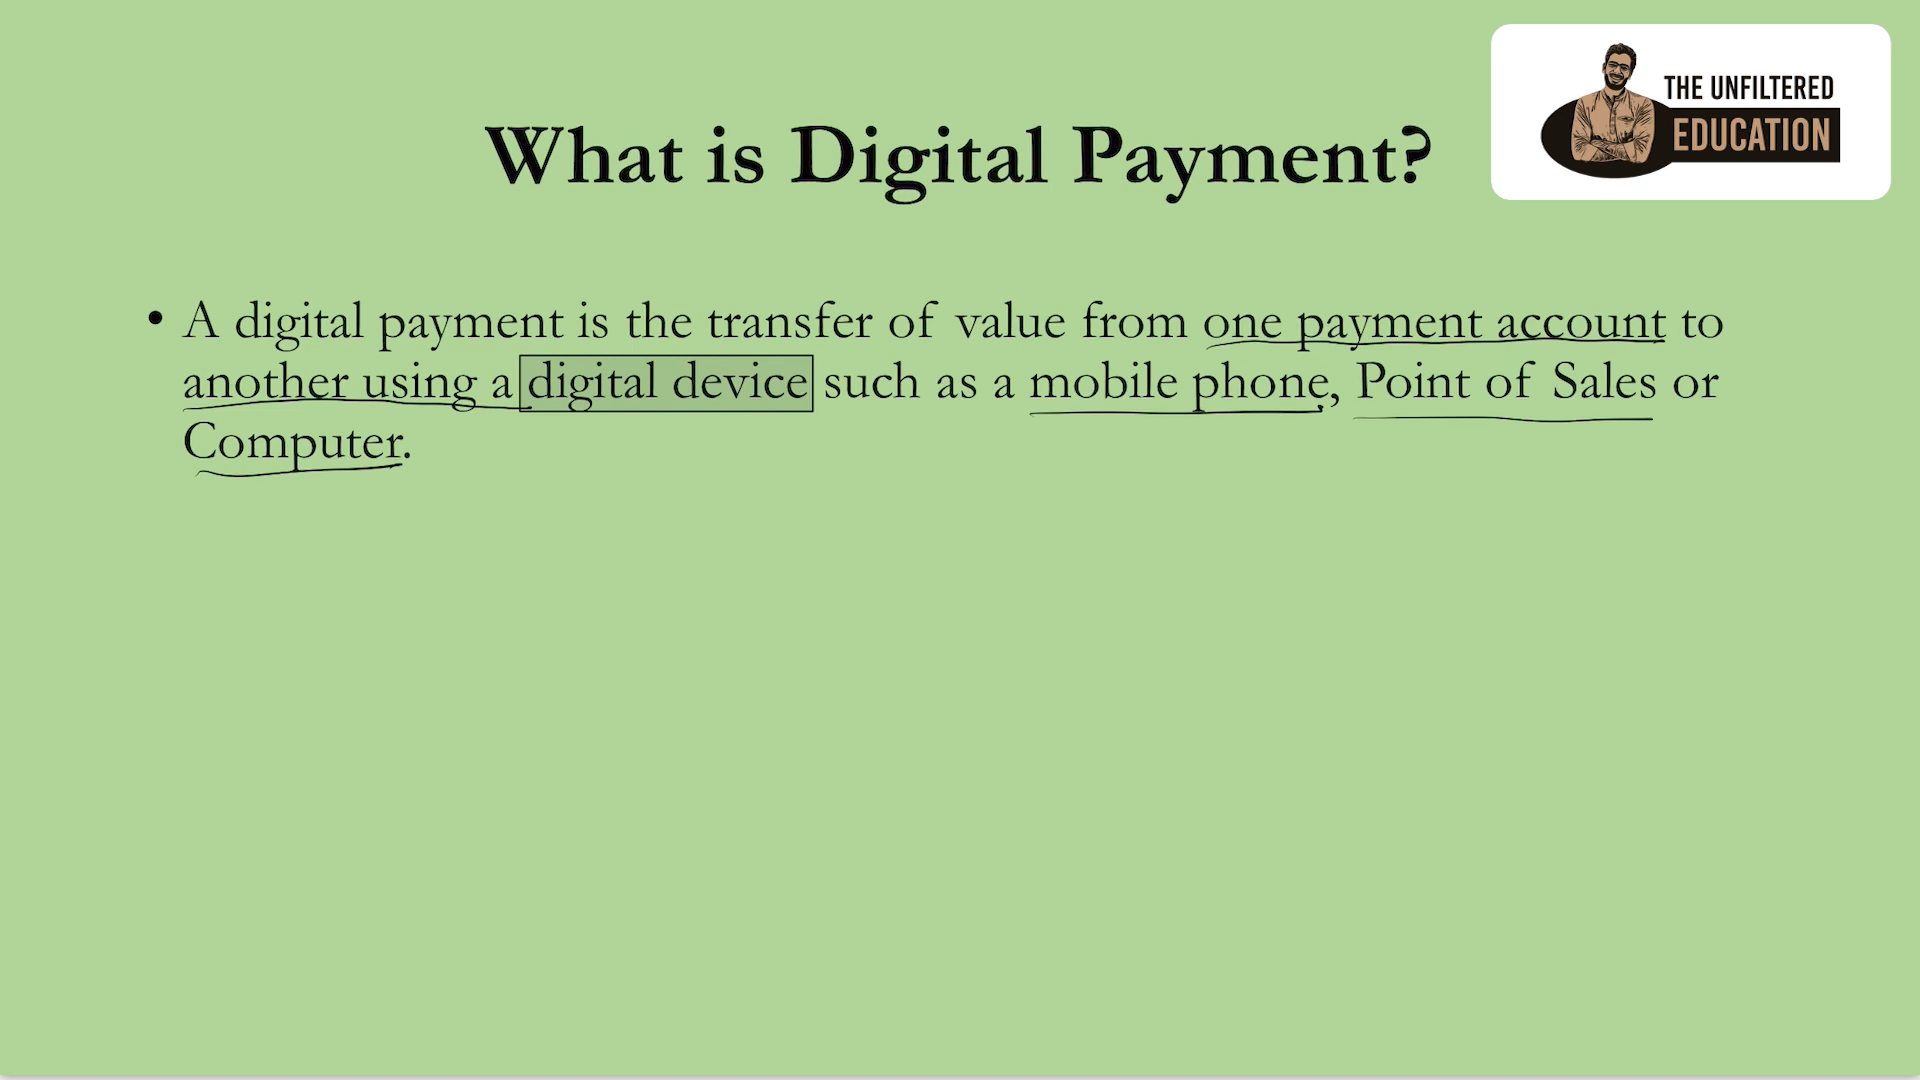 THE UNFILTERED
EDUCATION
What is Digital Payment?
• A digital payment is the transfer of value from one payment account to
another using a digital device such as a mobile phone, Point of Sales or
Computer.